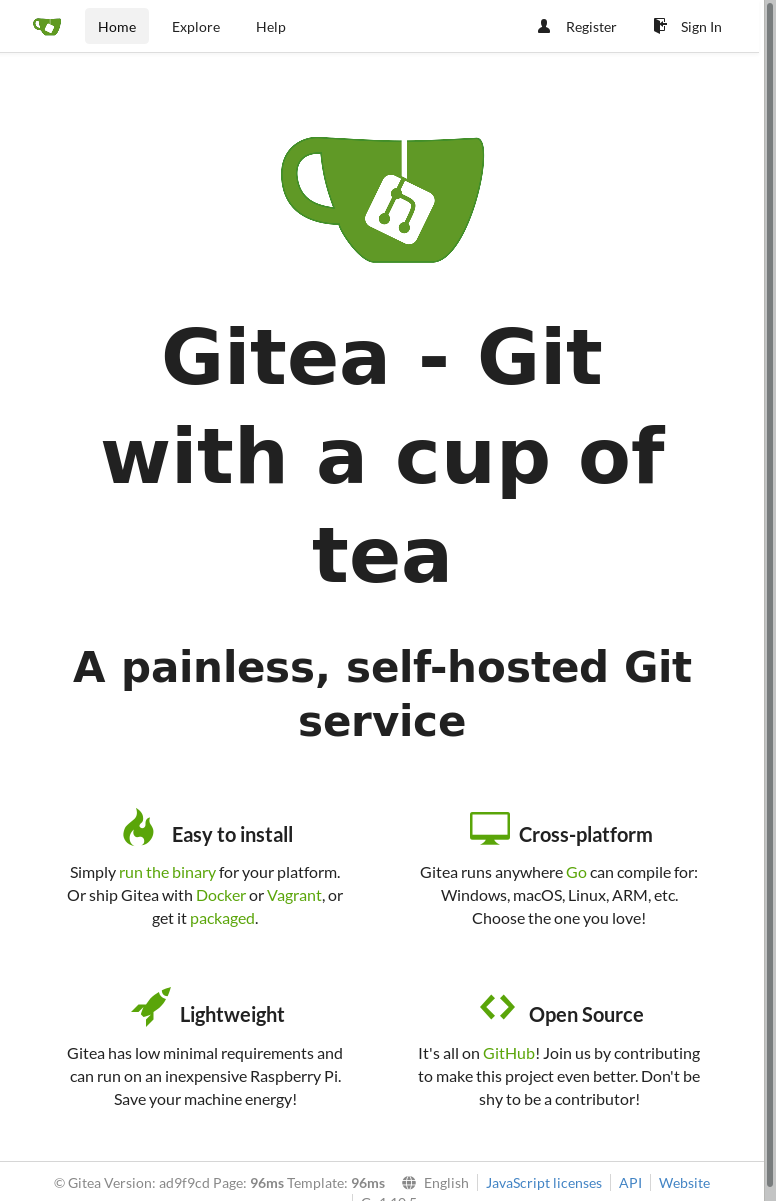 Home Explore Help Register Sign In
Gitea - Git
with a cup of
tea
A painless, self-hosted Git
service
Easy to install
Simply run the binary for your platform.
Or ship Gitea with Docker or Vagrant, or
get it packaged.
Cross-platform
Gitea runs anywhere Go can compile for:
Windows, macOS, Linux, ARM, etc.
Choose the one you love!
Lightweight
Gitea has low minimal requirements and
can run on an inexpensive Raspberry Pi.
Save your machine energy!
Open Source
It's all on GitHub! Join us by contributing
to make this project even better. Don't be
shy to be a contributor!
© Gitea Version: ad9f9cd Page: 96ms Template: 96ms English JavaScript licenses API Website